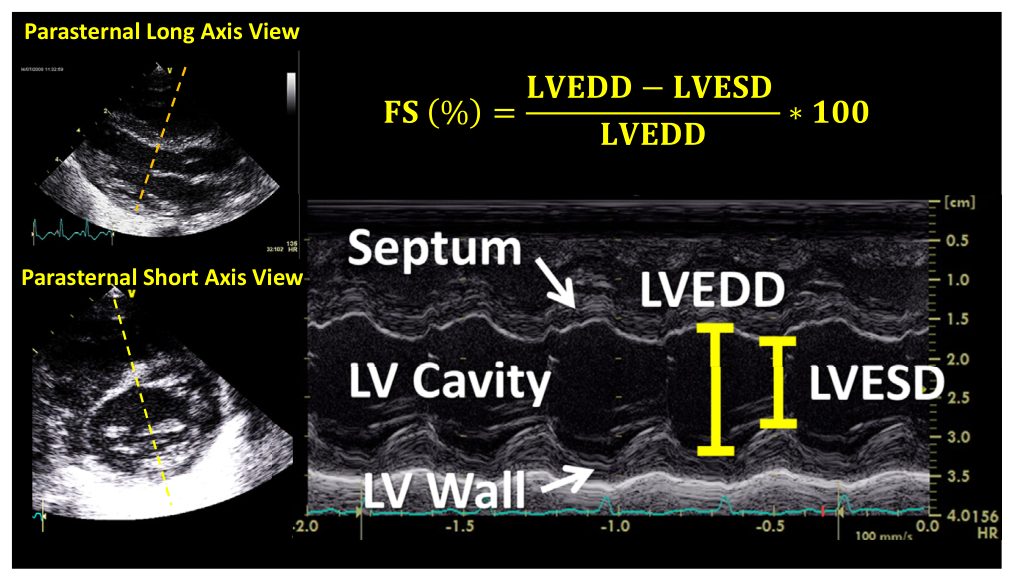 Parasternal Long Axis View
V
2
4
135
HR
FS (%) = LVEDD − LVESD / LVEDD * 100
Parasternal Short Axis View
V
[cm]
0.5
1.0
1.5
2.0
2.5
3.0
3.5
4.0156
HR
Septum
LVEDD
LV Cavity
LVESD
LV Wall
-2.0
-1.5
-1.0
-0.5
0.0
100 mm/s